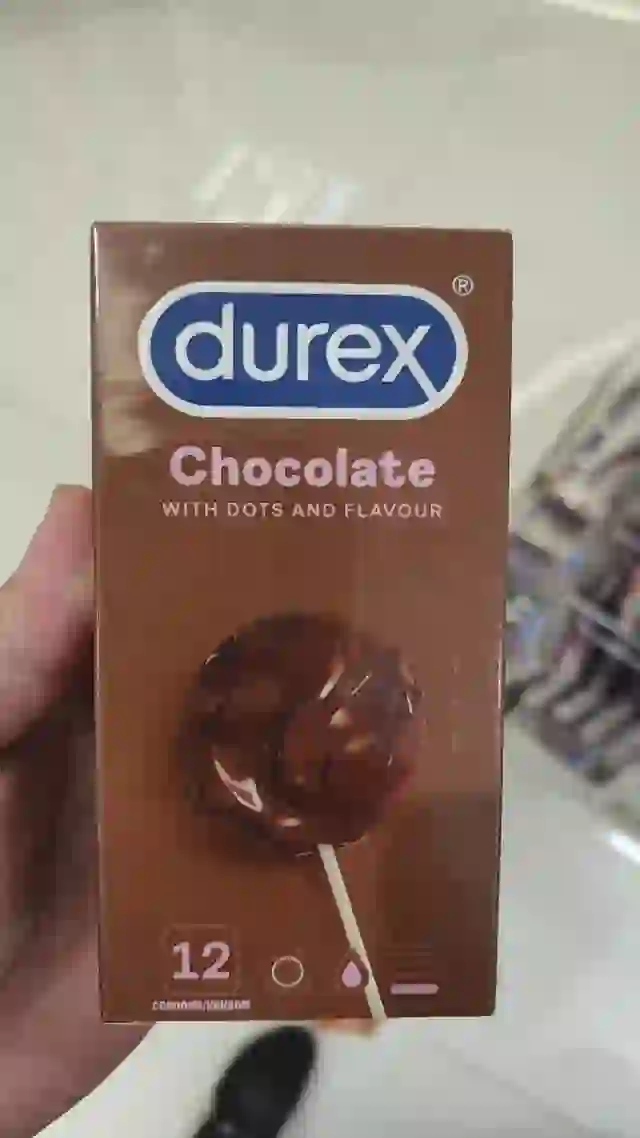 durex®
Chocolate
WITH DOTS AND FLAVOUR
12